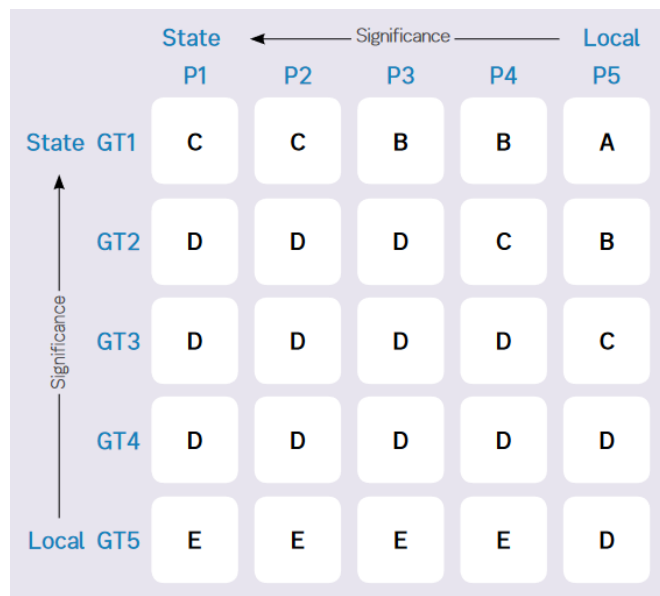 State Significance Local
P1 P2 P3 P4 P5
State GT1 C C B B A
GT2 D D D C B
Significance
GT3 D D D D C
GT4 D D D D D
Local GT5 E E E E D